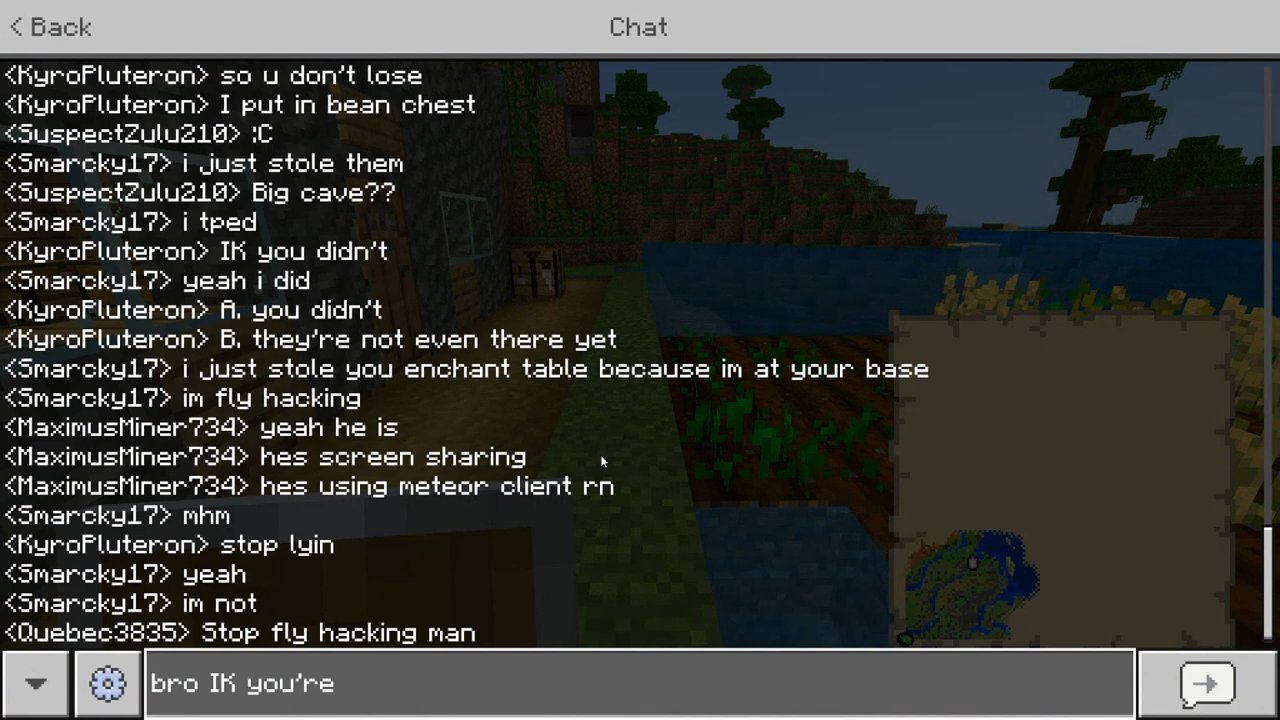 < Back
Chat
<KyroPluteron> so u don't lose
<KyroPluteron> I put in bean chest
<SuspectZulu210> :C
<Smarcky17> i just stole them
<SuspectZulu210> Big cave??
<Smarcky17> i tped
<KyroPluteron> IK you didn't
<Smarcky17> yeah i did
<KyroPluteron> A. you didn't
<KyroPluteron> B. they're not even there yet
<Smarcky17> i just stole you enchant table because im at your base
<Smarcky17> im fly hacking
<MaximusMiner734> yeah he is
<MaximusMiner734> hes screen sharing
<MaximusMiner734> hes using meteor client rn
<Smarcky17> mhm
<KyroPluteron> stop lyin
<Smarcky17> yeah
<Smarcky17> im not
<Quebec3835> Stop fly hacking man
bro IK you're